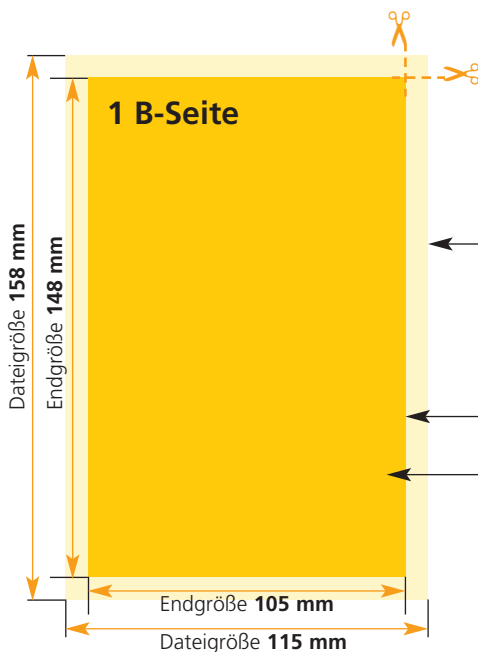 1 B-Seite
Dateigröße 158 mm
Endgröße 148 mm
Endgröße 105 mm
Dateigröße 115 mm